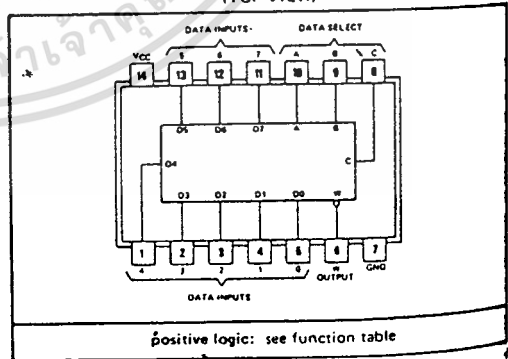 (TOP VIEW)
DATA INPUTS
DATA SELECT
VCC 5 6 7 A B C
14 13 12 11 10 9 8
D5 D6 D7 A B
D4 C
D3 D2 D1 D0 W
1 2 3 4 5 6 7
4 3 2 1 0 W GND
OUTPUT
DATA INPUTS
positive logic: see function table